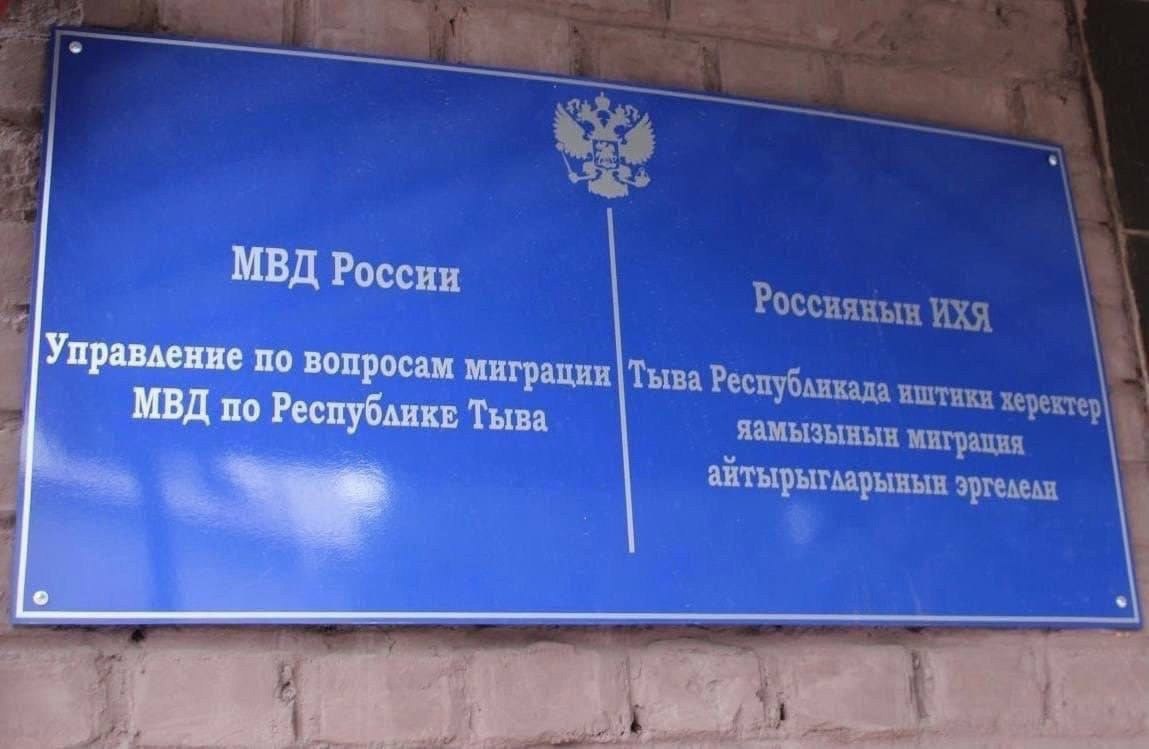 МВД России
Управление по вопросам миграции
МВД по Республике Тыва
Россиянын ИХЯ
Тыва Республикада иштики херектер
яамызынын миграция
айтырыгларынын эргелели